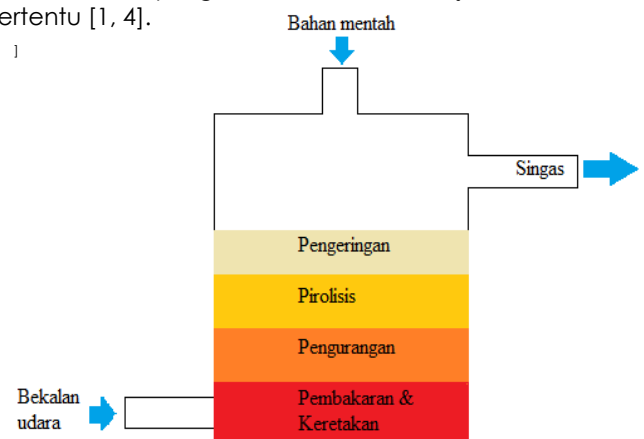 ertentu [1, 4].
]
Bahan mentah
Singas
Pengeringan
Pirolisis
Pengurangan
Bekalan
udara
Pembakaran &
Keretakan